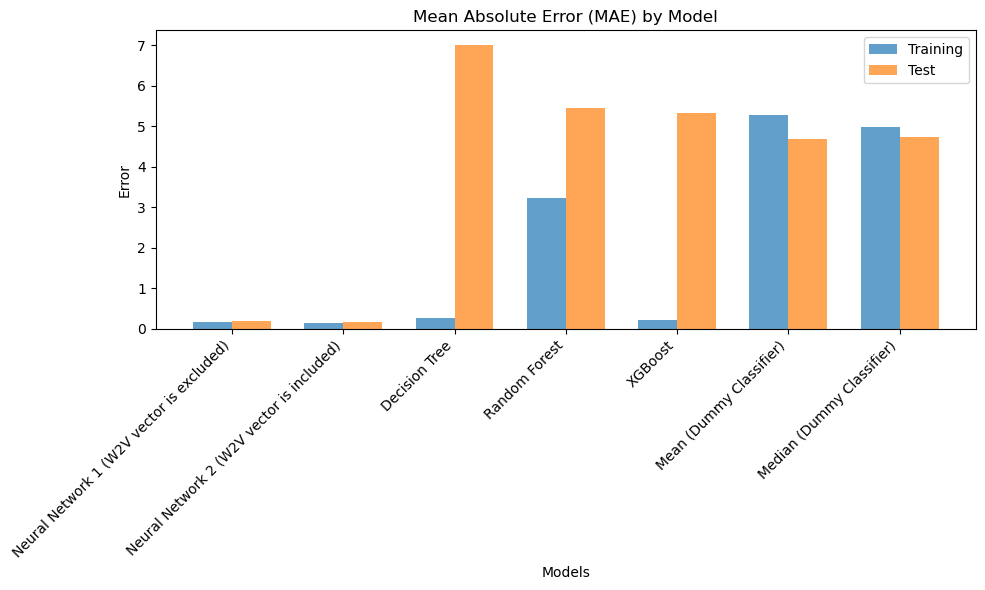 Mean Absolute Error (MAE) by Model
Training
Test
Error
7
6
5
4
3
2
1
0
Neural Network 1 (W2V vector is excluded)
Neural Network 2 (W2V vector is included)
Decision Tree
Random Forest
XGBoost
Mean (Dummy Classifier)
Median (Dummy Classifier)
Models